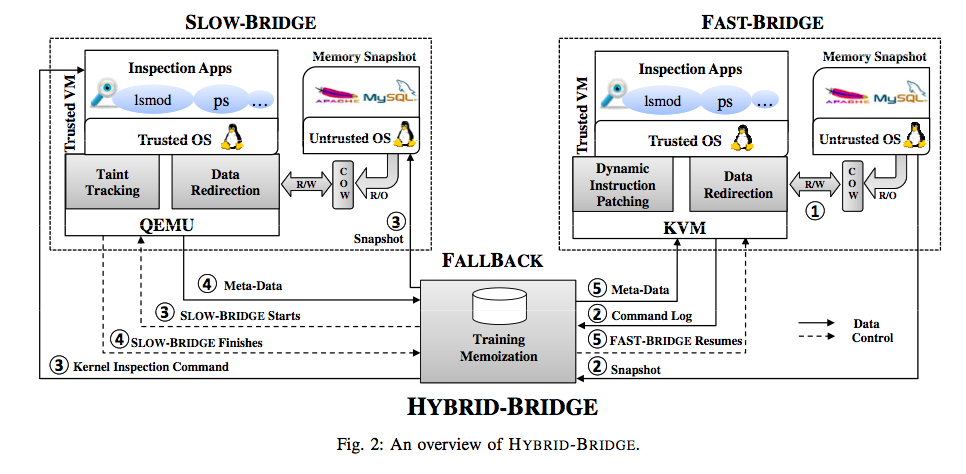 SLOW-BRIDGE
FAST-BRIDGE
Trusted VM
Inspection Apps
lsmod
ps
...
Trusted OS
Taint
Tracking
Data
Redirection
QEMU
R/W
COW
R/O
Memory Snapshot
APACHE
MySQL
Untrusted OS
③
Snapshot
Trusted VM
Inspection Apps
lsmod
ps
...
Trusted OS
Dynamic
Instruction
Patching
Data
Redirection
KVM
R/W
①
COW
R/O
Memory Snapshot
APACHE
MySQL
Untrusted OS
FALLBACK
④ Meta-Data
③ SLOW-BRIDGE Starts
④ SLOW-BRIDGE Finishes
③ Kernel Inspection Command
Training
Memoization
⑤ Meta-Data
② Command Log
⑤ FAST-BRIDGE Resumes
② Snapshot
Data
Control
HYBRID-BRIDGE
Fig. 2: An overview of HYBRID-BRIDGE.